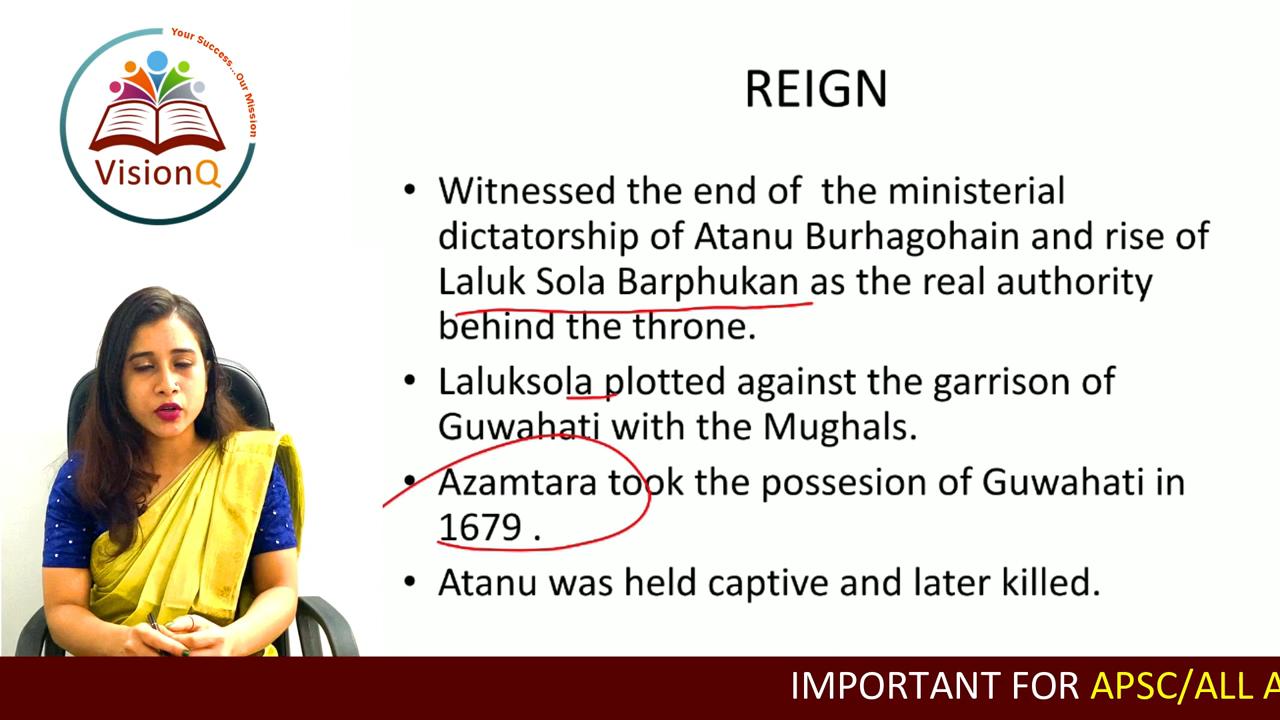 Your Success...Our Mission
VisionQ
REIGN
• Witnessed the end of the ministerial
dictatorship of Atanu Burhagohain and rise of
Laluk Sola Barphukan as the real authority
behind the throne.
• Laluksola plotted against the garrison of
Guwahati with the Mughals.
• Azamtara took the possesion of Guwahati in
1679 .
• Atanu was held captive and later killed.
IMPORTANT FOR APSC/ALL A